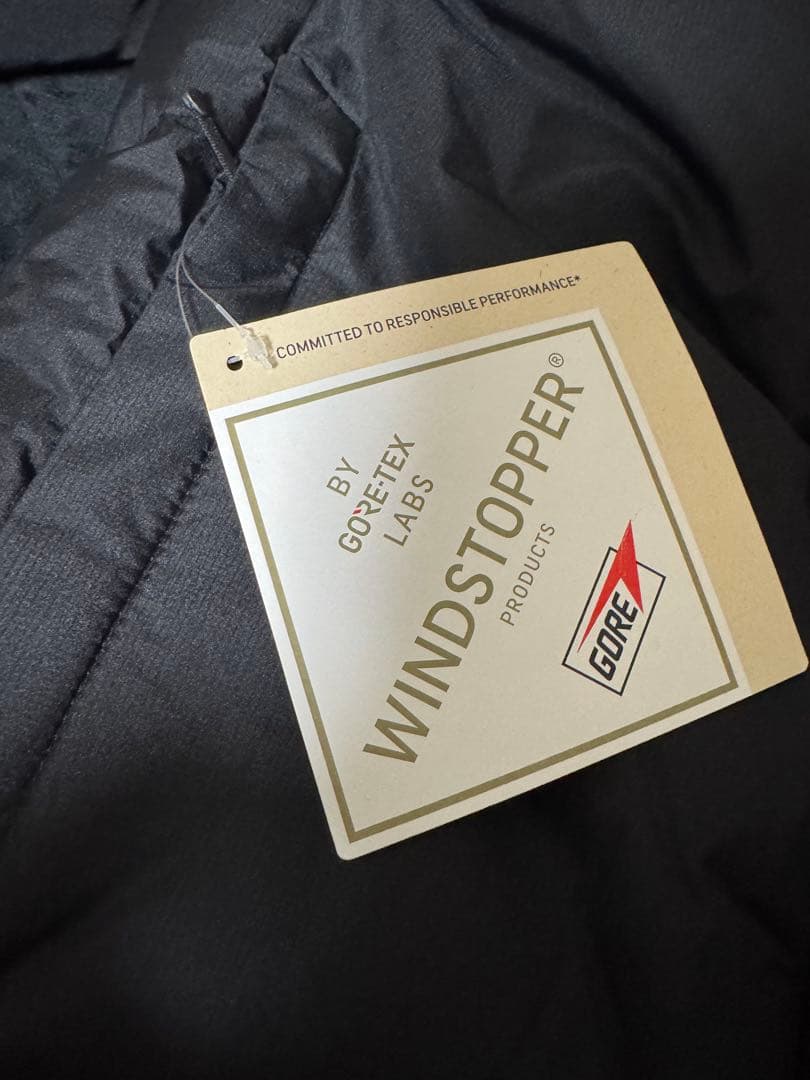 COMMITTED TO RESPONSIBLE PERFORMANCE*
BY
GORE-TEX
LABS
WINDSTOPPER®
PRODUCTS
GORE